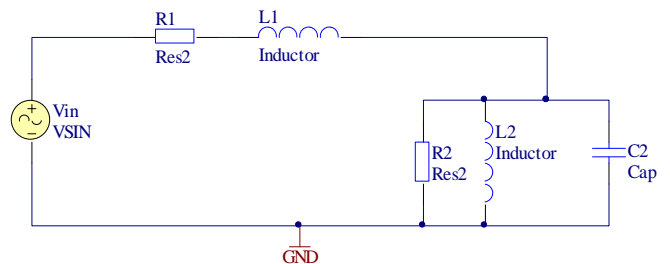 R1
Res2
L1
Inductor
Vin
VSIN
R2
Res2
L2
Inductor
C2
Cap
GND